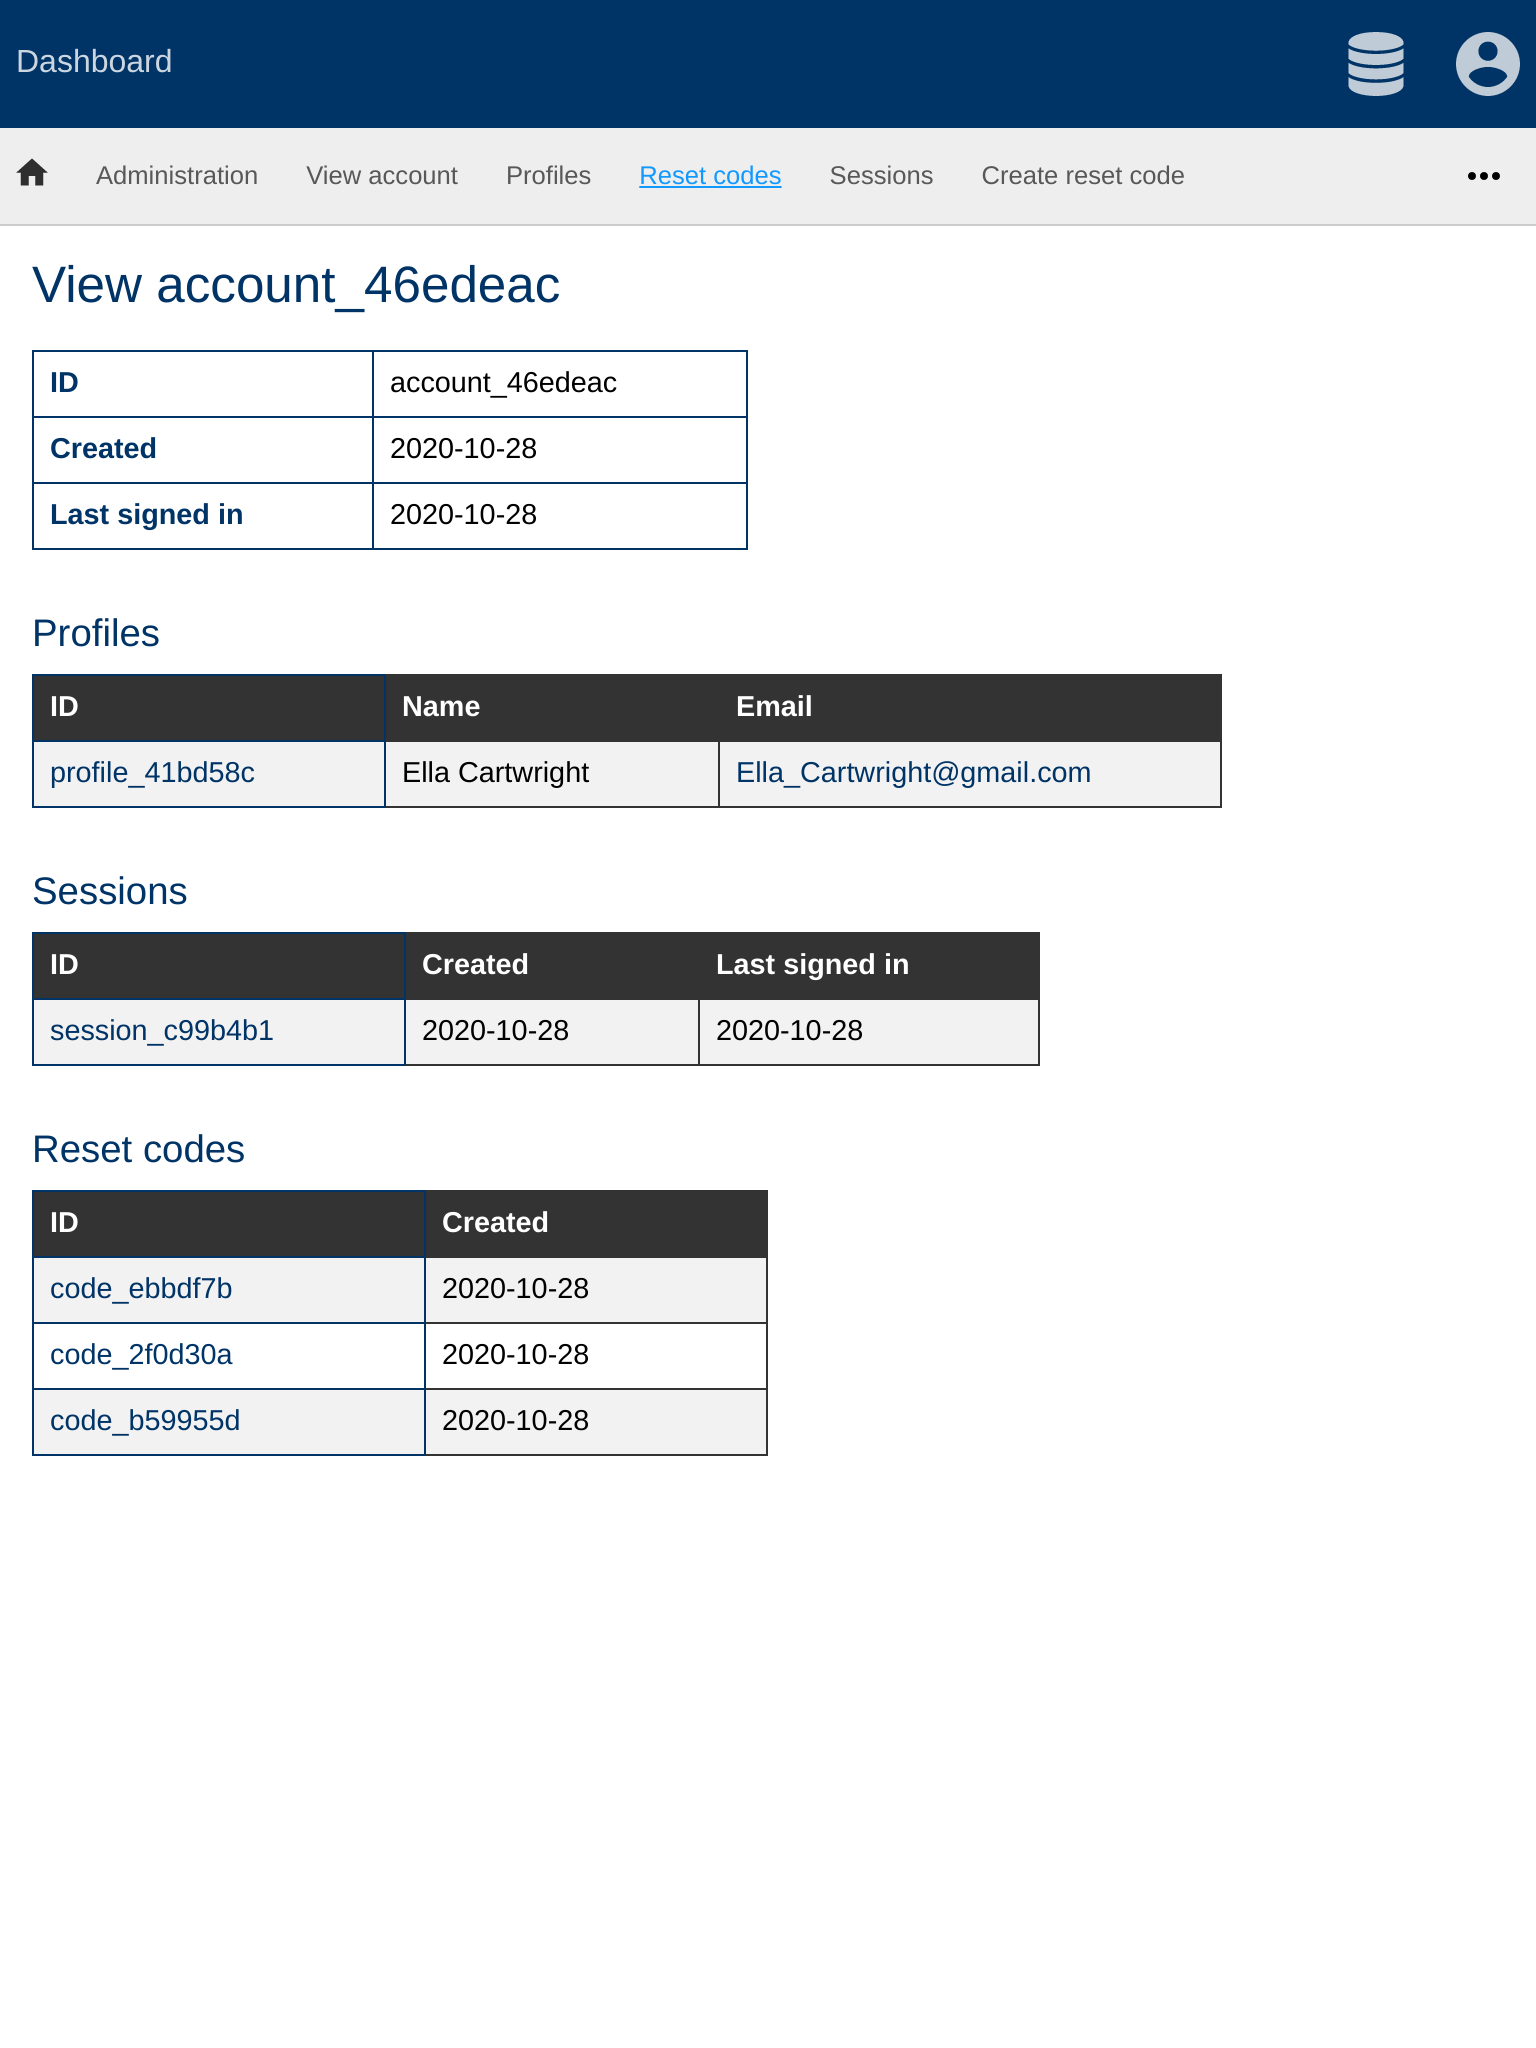 Dashboard
Administration View account Profiles Reset codes Sessions Create reset code
View account_46edeac
ID account_46edeac
Created 2020-10-28
Last signed in 2020-10-28
Profiles
ID Name Email
profile_41bd58c Ella Cartwright Ella_Cartwright@gmail.com
Sessions
ID Created Last signed in
session_c99b4b1 2020-10-28 2020-10-28
Reset codes
ID Created
code_ebbdf7b 2020-10-28
code_2f0d30a 2020-10-28
code_b59955d 2020-10-28